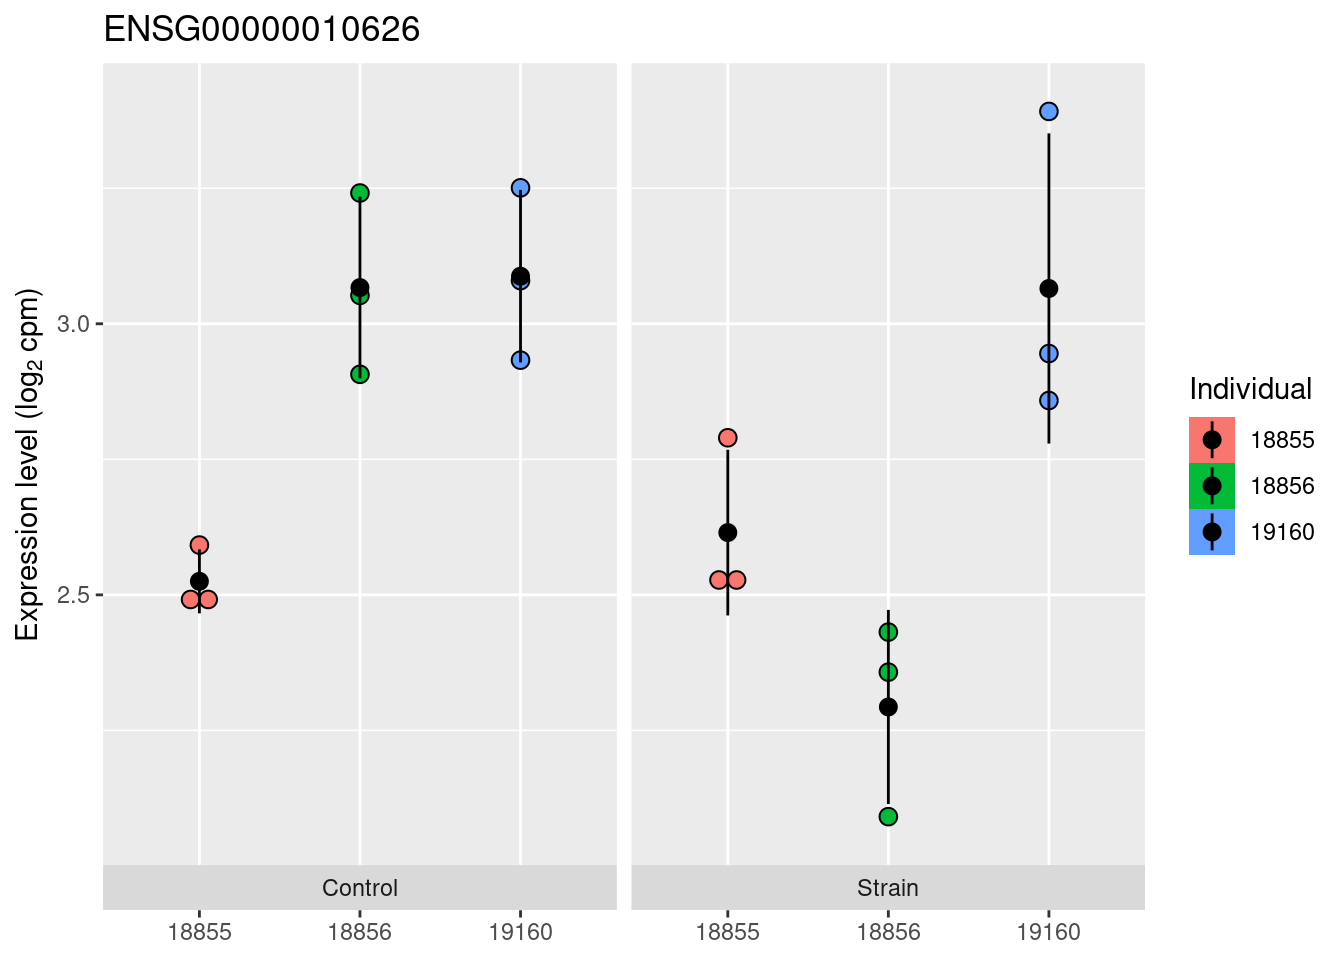 ENSG00000010626
Expression level (log₂ cpm)
3.0
2.5
Control
Strain
18855
18856
19160
18855
18856
19160
Individual
18855
18856
19160